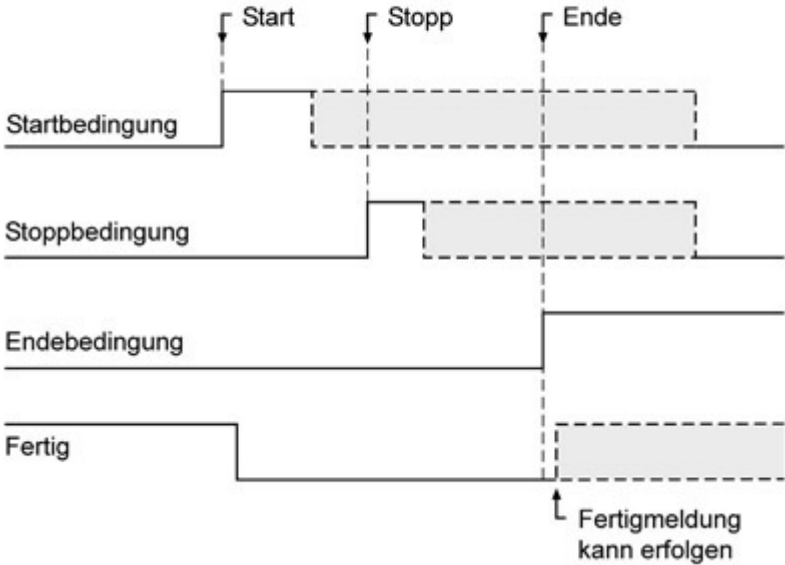 Start
Stopp
Ende
Startbedingung
Stoppbedingung
Endebedingung
Fertig
Fertigmeldung
kann erfolgen